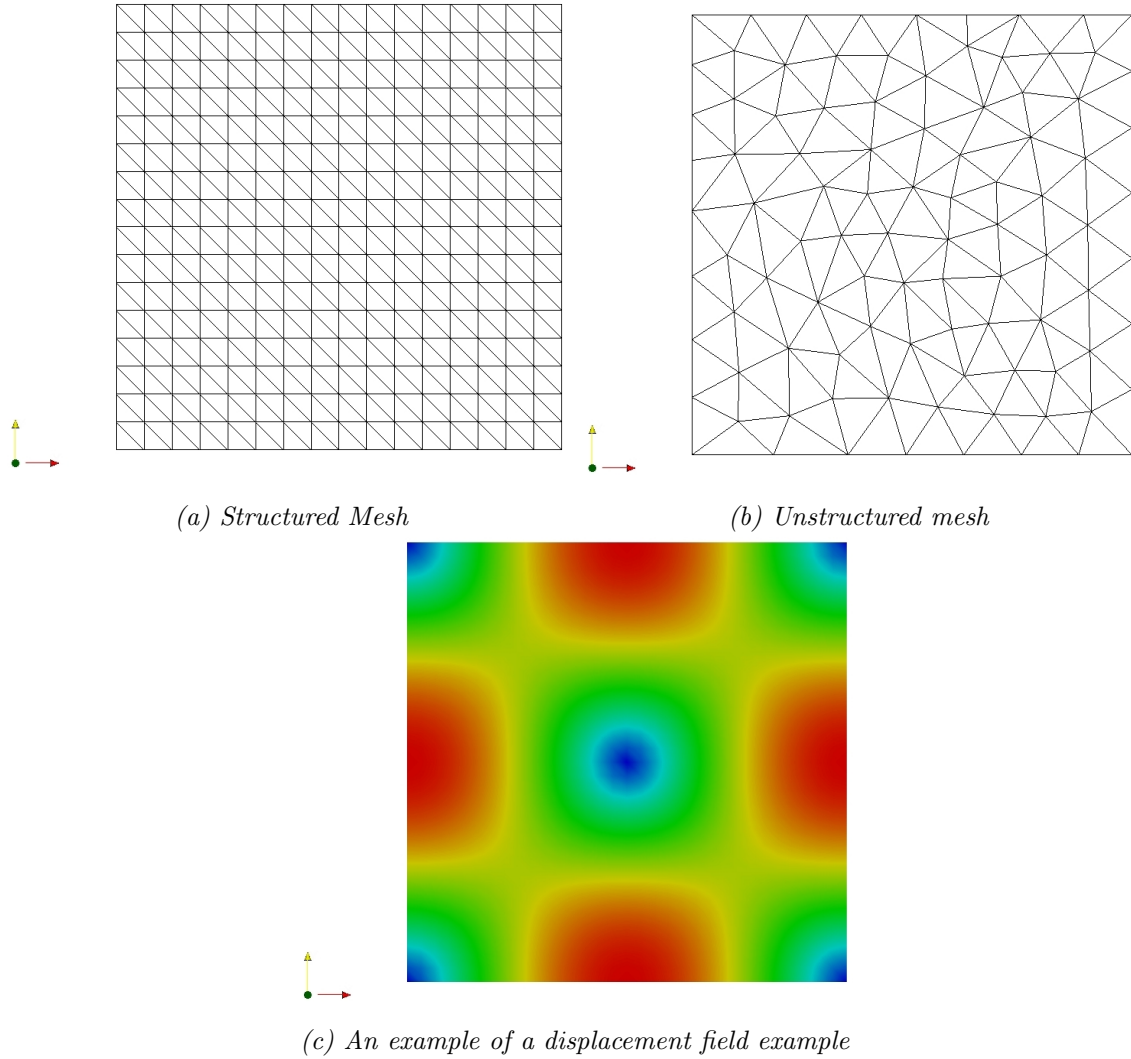 (a) Structured Mesh
(b) Unstructured mesh
(c) An example of a displacement field example